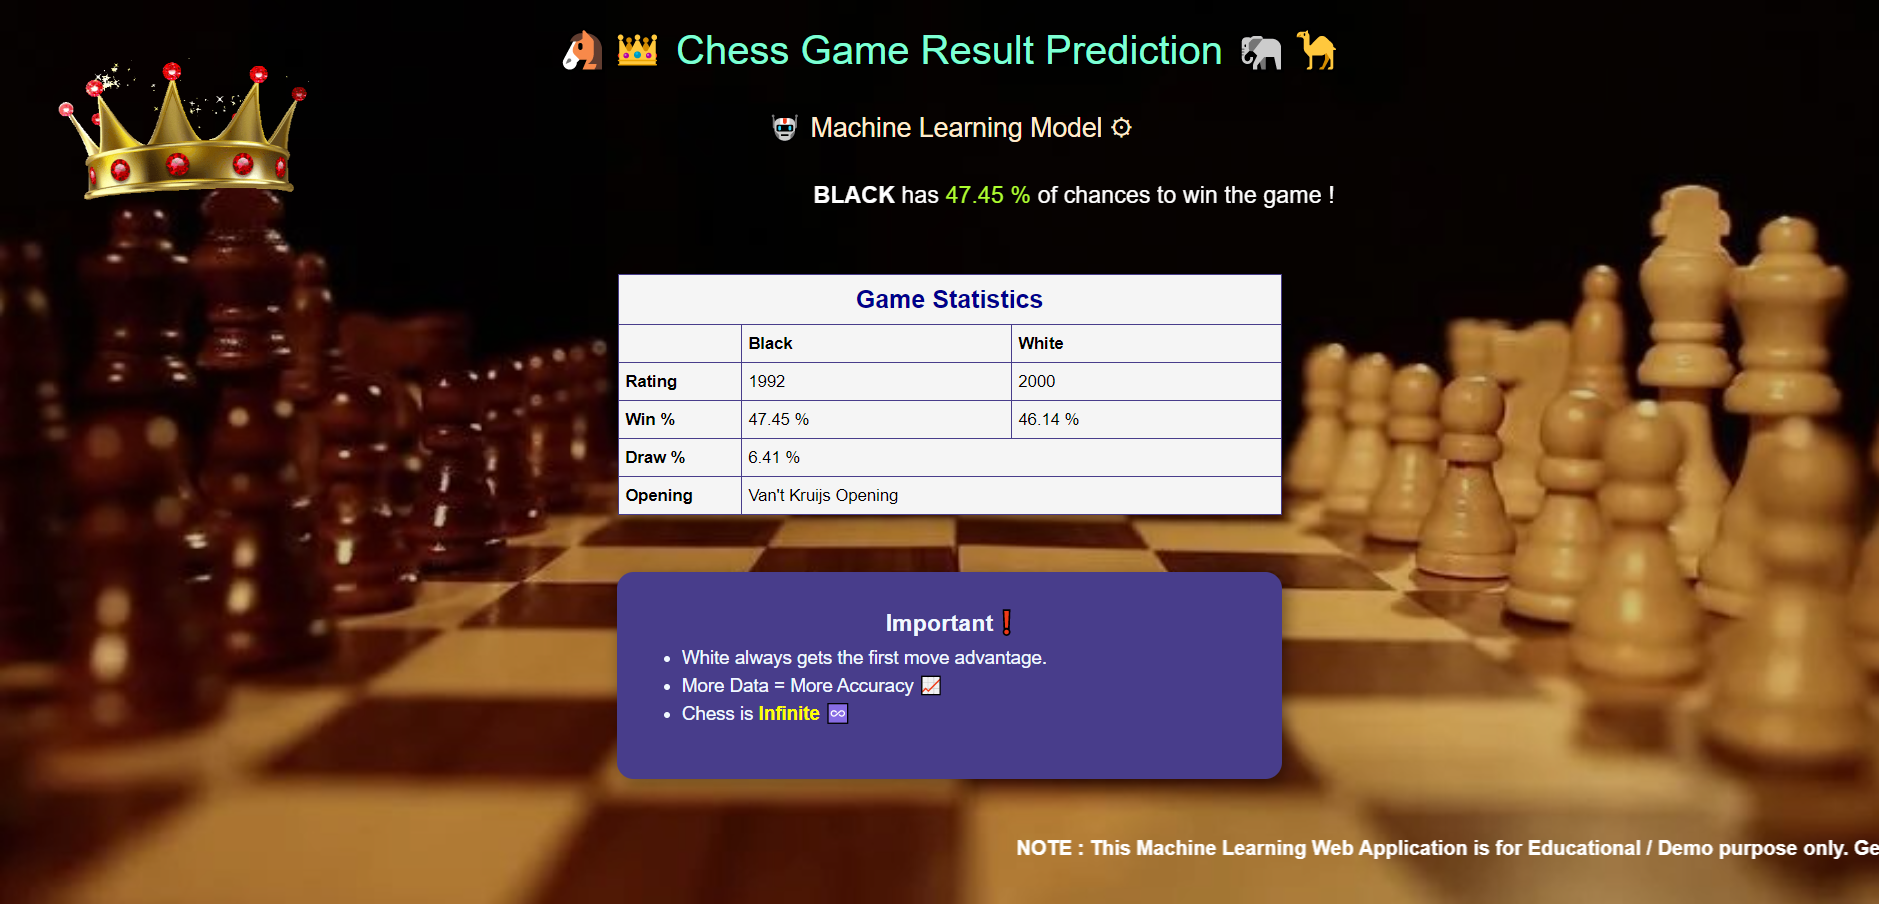 Chess Game Result Prediction
Machine Learning Model
BLACK has 47.45 % of chances to win the game !
Game Statistics
Black White
Rating 1992 2000
Win % 47.45 % 46.14 %
Draw % 6.41 %
Opening Van't Kruijs Opening
Important❗
White always gets the first move advantage.
More Data = More Accuracy
Chess is Infinite
NOTE : This Machine Learning Web Application is for Educational / Demo purpose only. Ge